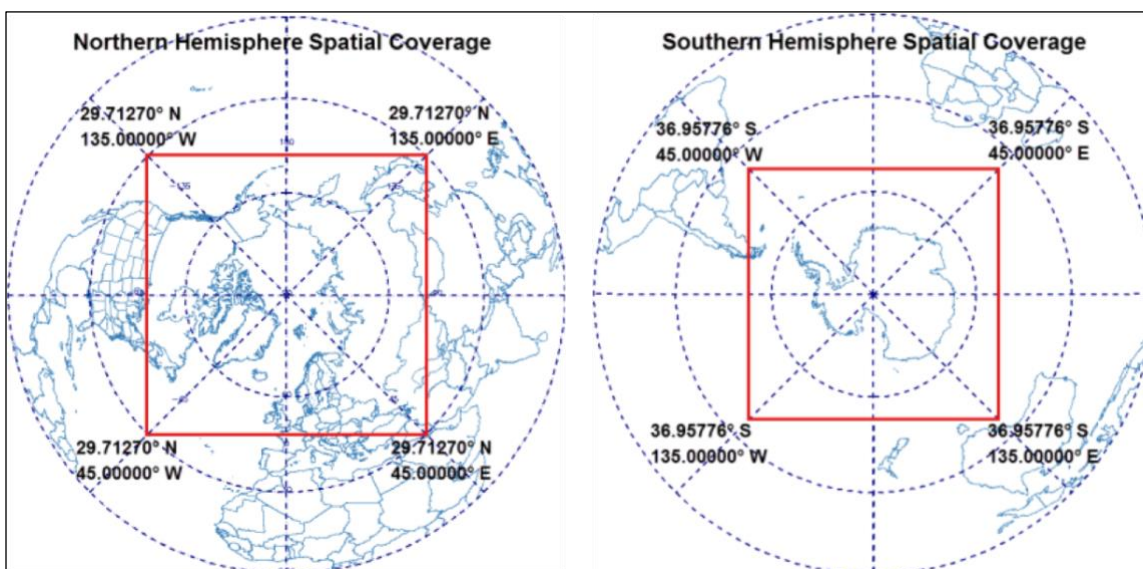 Northern Hemisphere Spatial Coverage
29.71270° N
135.00000° W
29.71270° N
135.00000° E
29.71270° N
45.00000° W
29.71270° N
45.00000° E
Southern Hemisphere Spatial Coverage
36.95776° S
45.00000° W
36.95776° S
45.00000° E
36.95776° S
135.00000° W
36.95776° S
135.00000° E